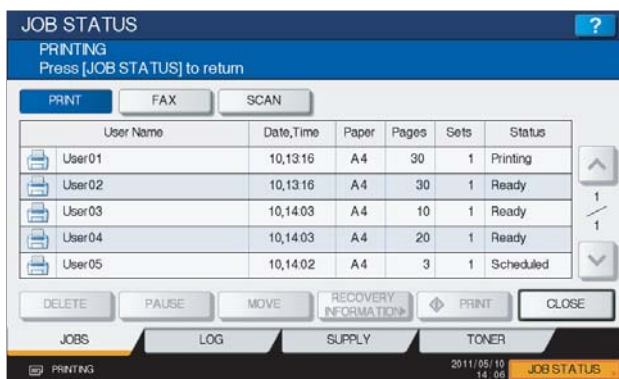 JOB STATUS ?
PRINTING
Press [JOB STATUS] to return
PRINT FAX SCAN
User Name Date,Time Paper Pages Sets Status
User01 10,13:16 A4 30 1 Printing
User02 10,13:16 A4 30 1 Ready
User03 10,14:03 A4 10 1 Ready
User04 10,14:03 A4 20 1 Ready
User05 10,14:02 A4 3 1 Scheduled
1
1
DELETE PAUSE MOVE RECOVERY INFORMATION PRINT CLOSE
JOBS LOG SUPPLY TONER
PRINTING 2011/05/10 14:06 JOB STATUS